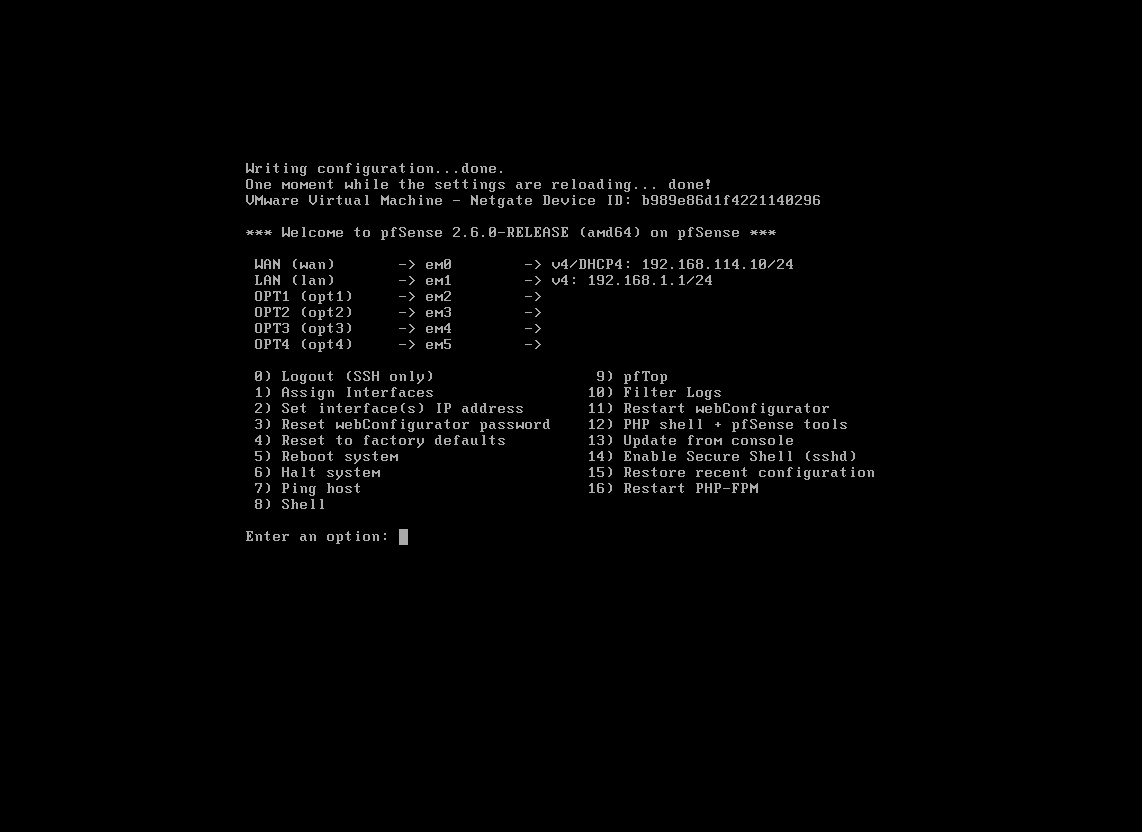 Writing configuration...done.
One moment while the settings are reloading... done!
VMware Virtual Machine - Netgate Device ID: b989e86d1f4221140296
*** Welcome to pfSense 2.6.0-RELEASE (amd64) on pfSense ***
WAN (wan)       -> em0        -> v4/DHCP4: 192.168.114.10/24
LAN (lan)       -> em1        -> v4: 192.168.1.1/24
OPT1 (opt1)     -> em2        ->
OPT2 (opt2)     -> em3        ->
OPT3 (opt3)     -> em4        ->
OPT4 (opt4)     -> em5        ->
0) Logout (SSH only)                  9) pfTop
1) Assign Interfaces                 10) Filter Logs
2) Set interface(s) IP address       11) Restart webConfigurator
3) Reset webConfigurator password    12) PHP shell + pfSense tools
4) Reset to factory defaults         13) Update from console
5) Reboot system                     14) Enable Secure Shell (sshd)
6) Halt system                       15) Restore recent configuration
7) Ping host                         16) Restart PHP-FPM
8) Shell
Enter an option: